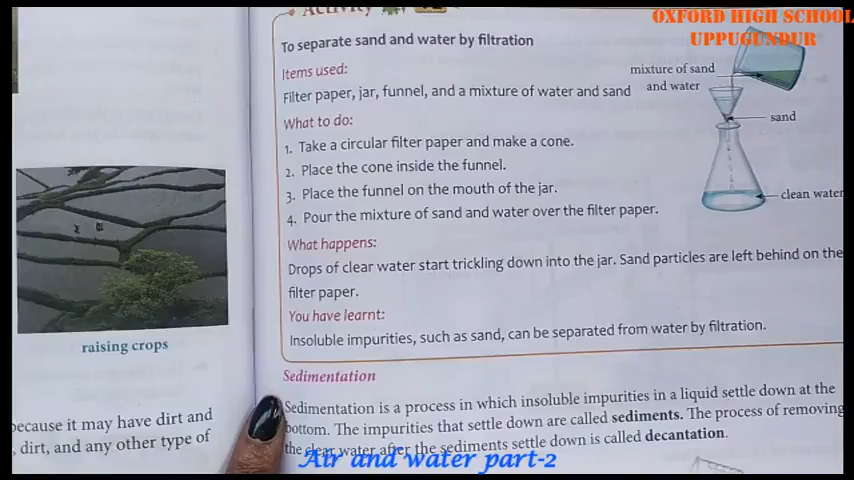 OXFORD HIGH SCHOOL
UPPUGUNDUR
Activity
To separate sand and water by filtration
Items used:
Filter paper, jar, funnel, and a mixture of water and sand
What to do:
1. Take a circular filter paper and make a cone.
2. Place the cone inside the funnel.
3. Place the funnel on the mouth of the jar.
4. Pour the mixture of sand and water over the filter paper.
mixture of sand
and water
sand
clean water
What happens:
Drops of clear water start trickling down into the jar. Sand particles are left behind on the
filter paper.
You have learnt:
Insoluble impurities, such as sand, can be separated from water by filtration.
Sedimentation
Sedimentation is a process in which insoluble impurities in a liquid settle down at the
bottom. The impurities that settle down are called sediments. The process of removing
the clear water after the sediments settle down is called decantation.
raising crops
because it may have dirt and
, dirt, and any other type of
Air and water part-2